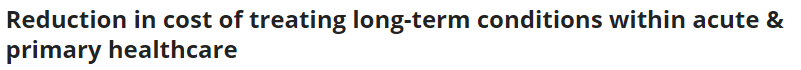 Reduction in cost of treating long-term conditions within acute &
primary healthcare